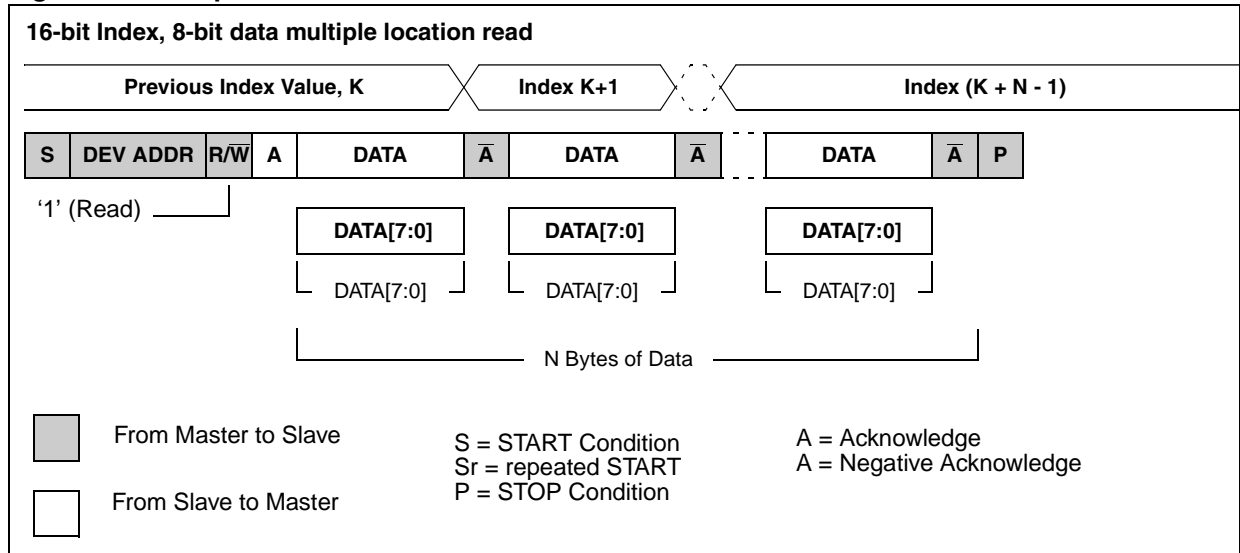 16-bit Index, 8-bit data multiple location read
Previous Index Value, K Index K+1 Index (K + N - 1)
S DEV ADDR R/W̅ A DATA A̅ DATA A̅ DATA A̅ P
‘1’ (Read)
DATA[7:0] DATA[7:0] DATA[7:0]
DATA[7:0] DATA[7:0] DATA[7:0]
N Bytes of Data
From Master to Slave
From Slave to Master
S = START Condition
Sr = repeated START
P = STOP Condition
A = Acknowledge
A = Negative Acknowledge